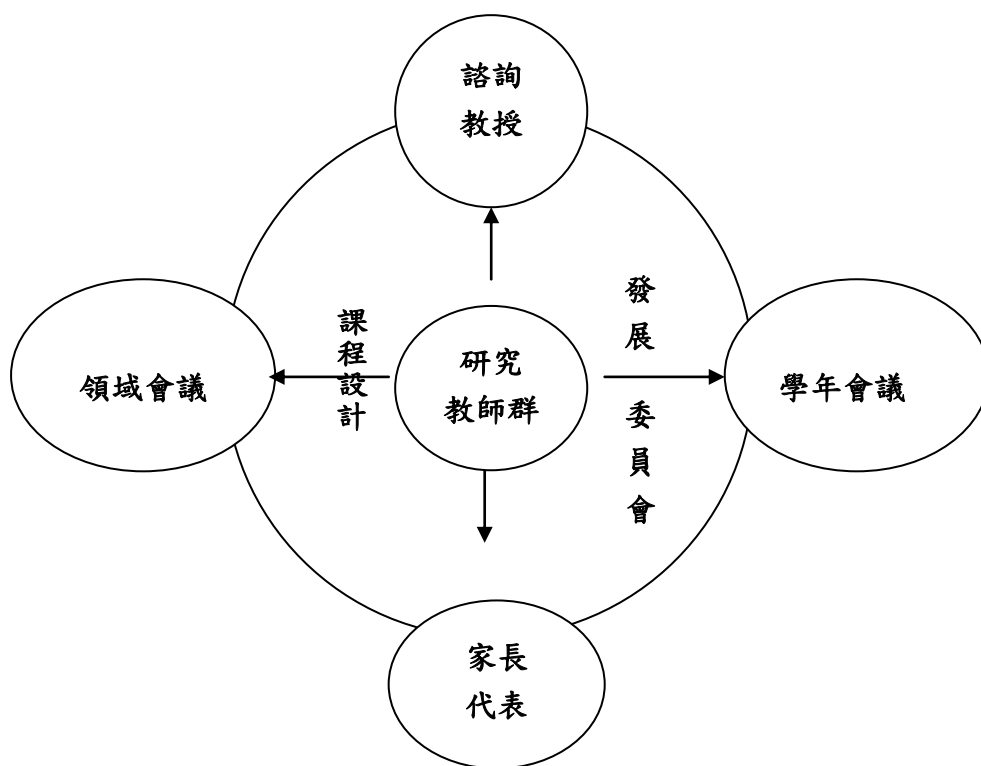 諮詢
教授
課程設計
發展
委員會
領域會議
研究
教師群
學年會議
家長
代表